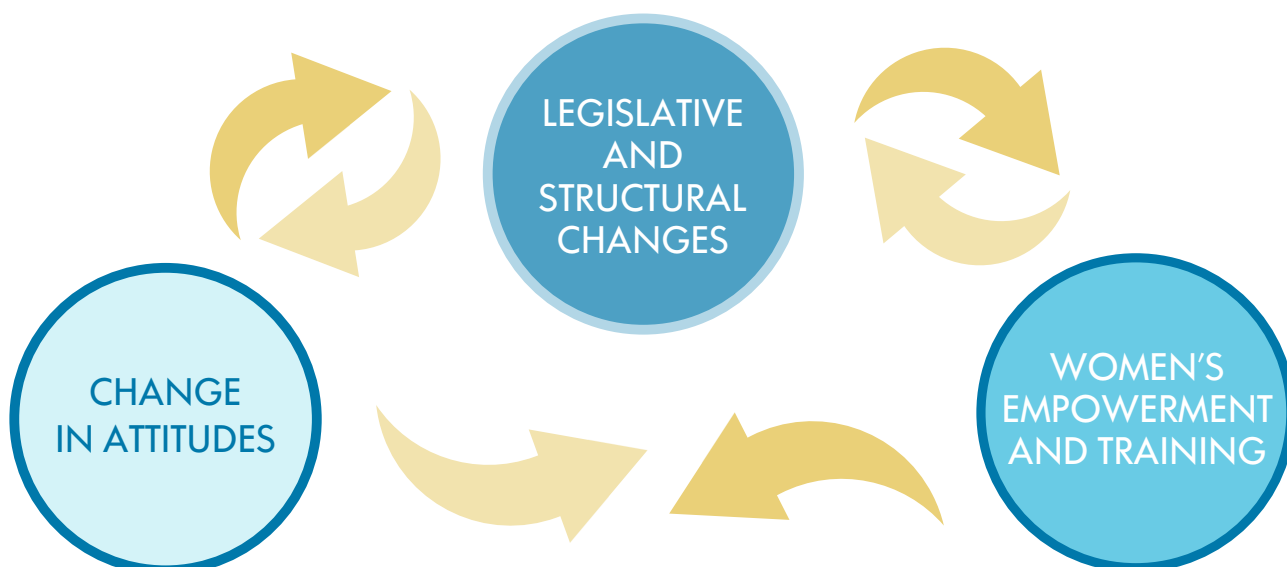 LEGISLATIVE
AND
STRUCTURAL
CHANGES
CHANGE
IN ATTITUDES
WOMEN’S
EMPOWERMENT
AND TRAINING